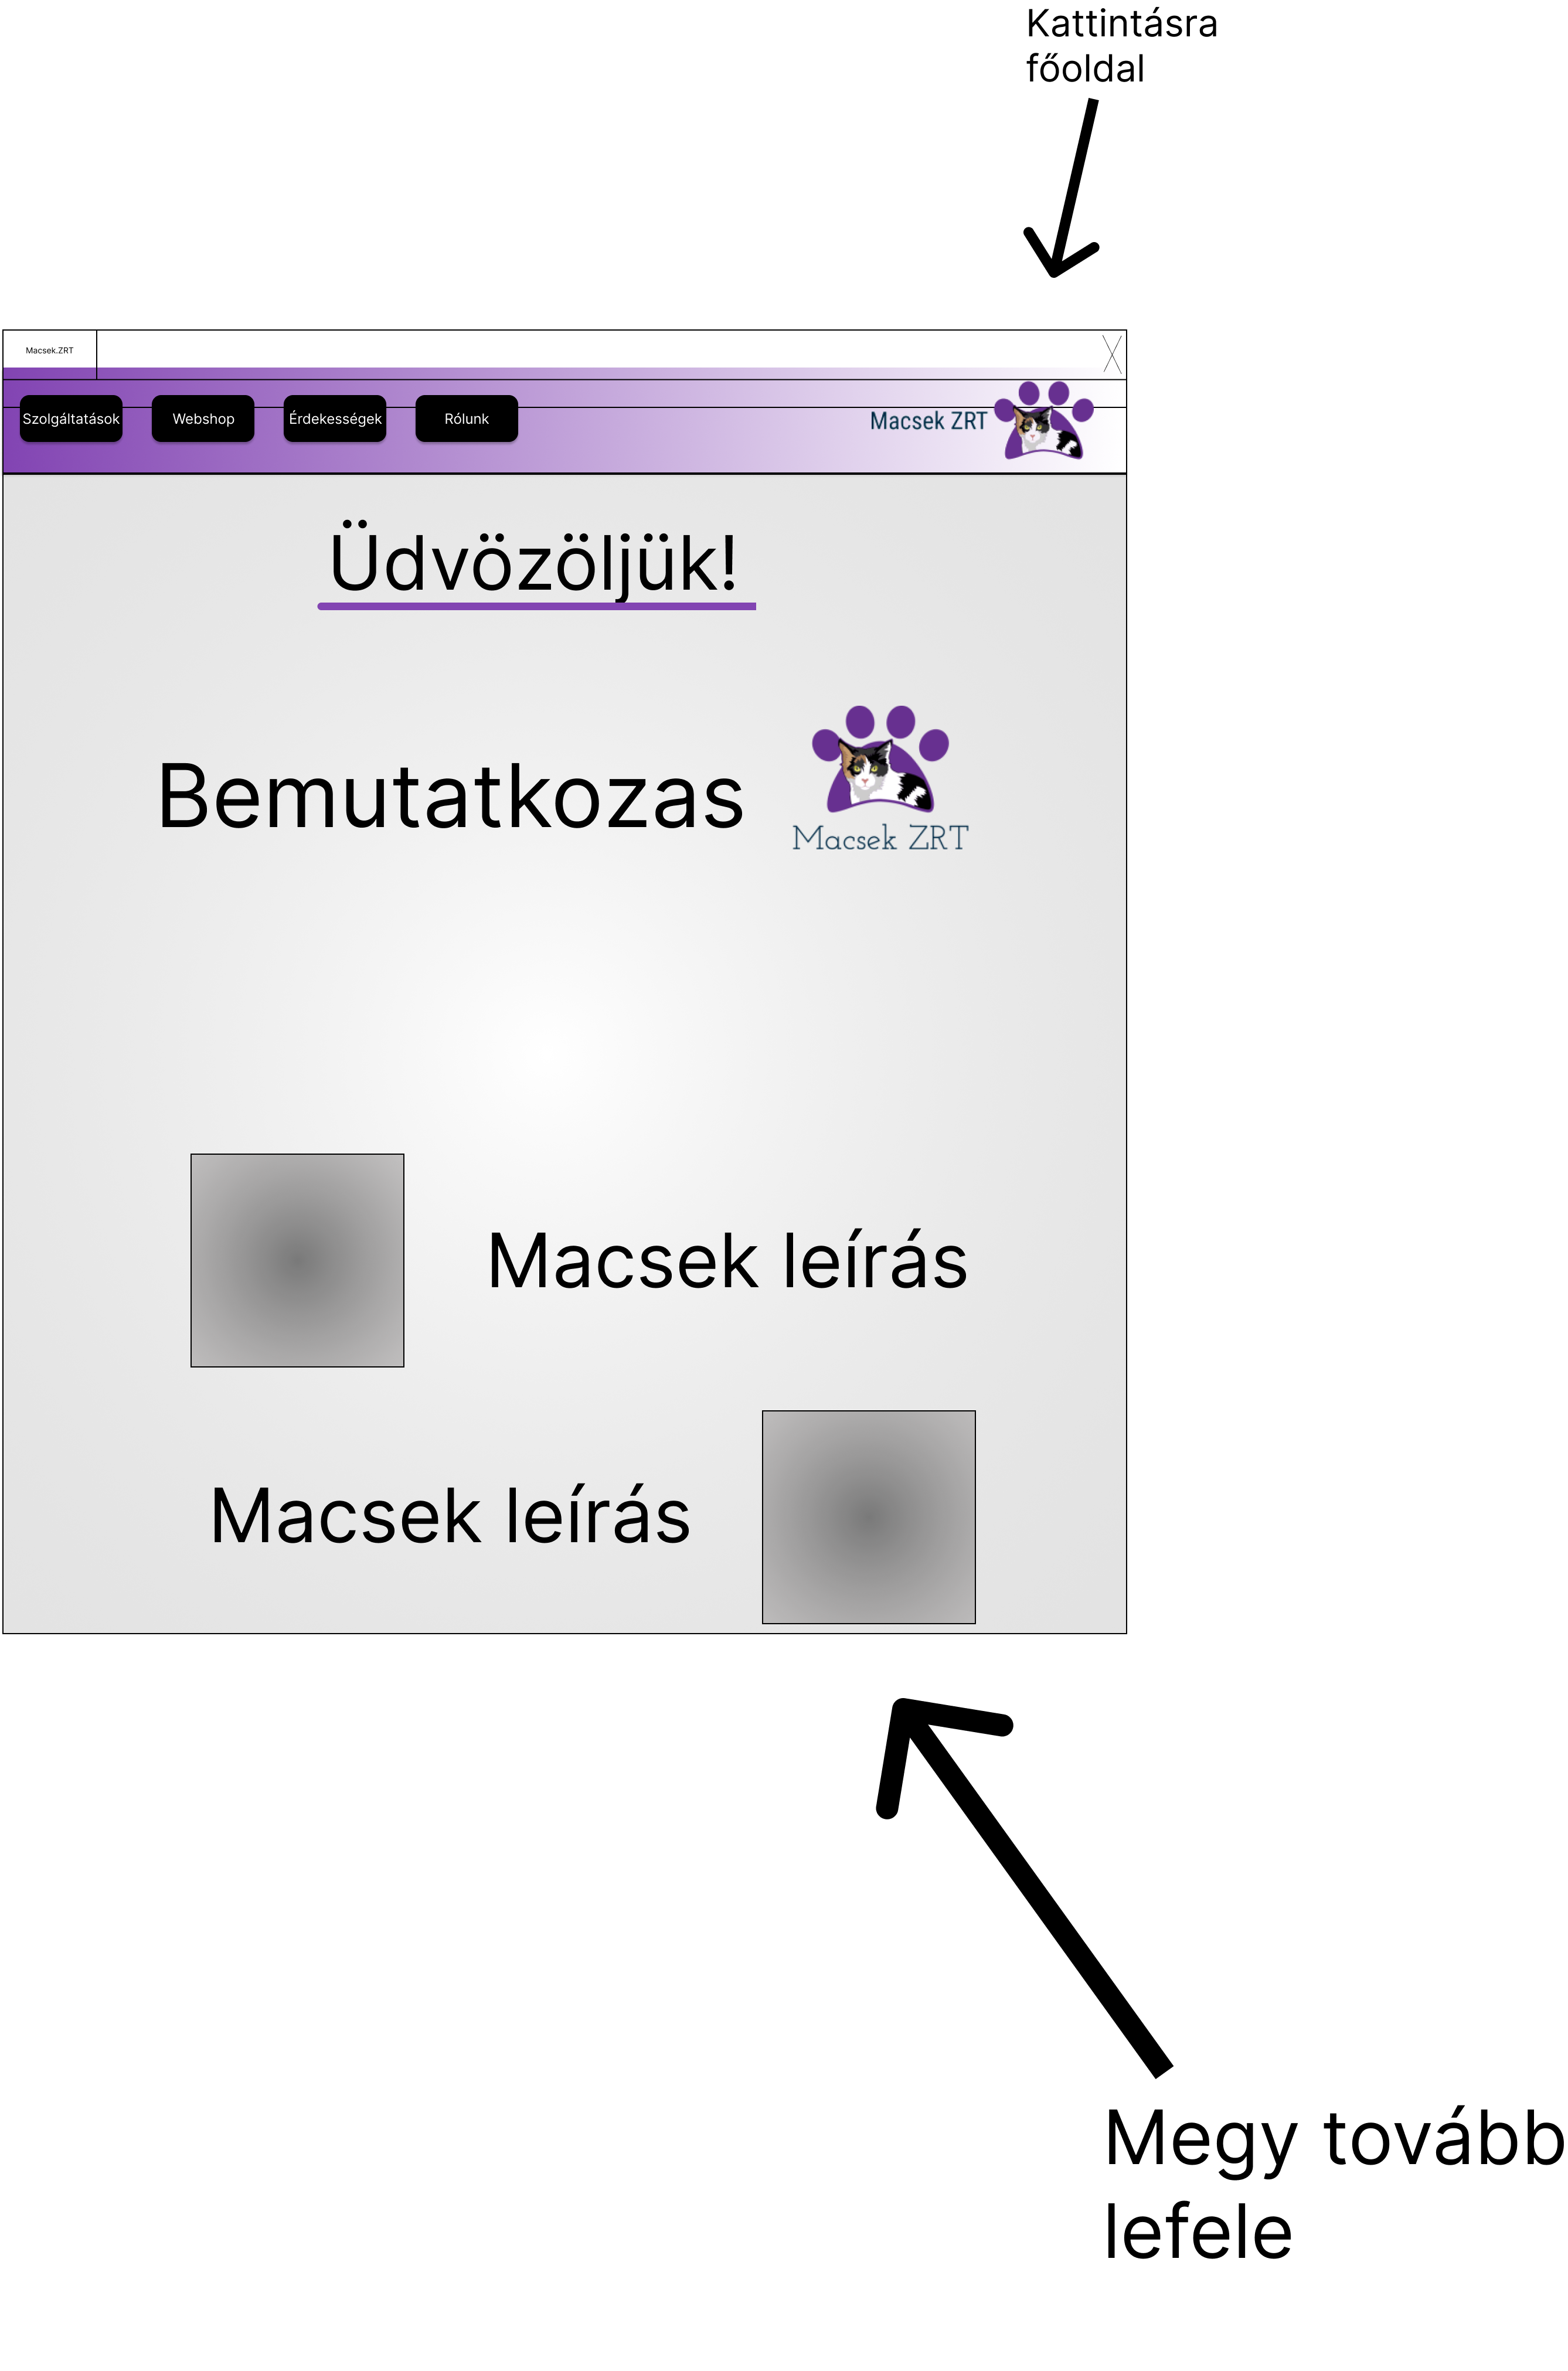 Kattintásra
főoldal
Macsek.ZRT
Szolgáltatások
Webshop
Érdekességek
Rólunk
Macsek ZRT
Üdvözöljük!
Bemutatkozas
Macsek ZRT
Macsek leírás
Macsek leírás
Megy tovább
lefele